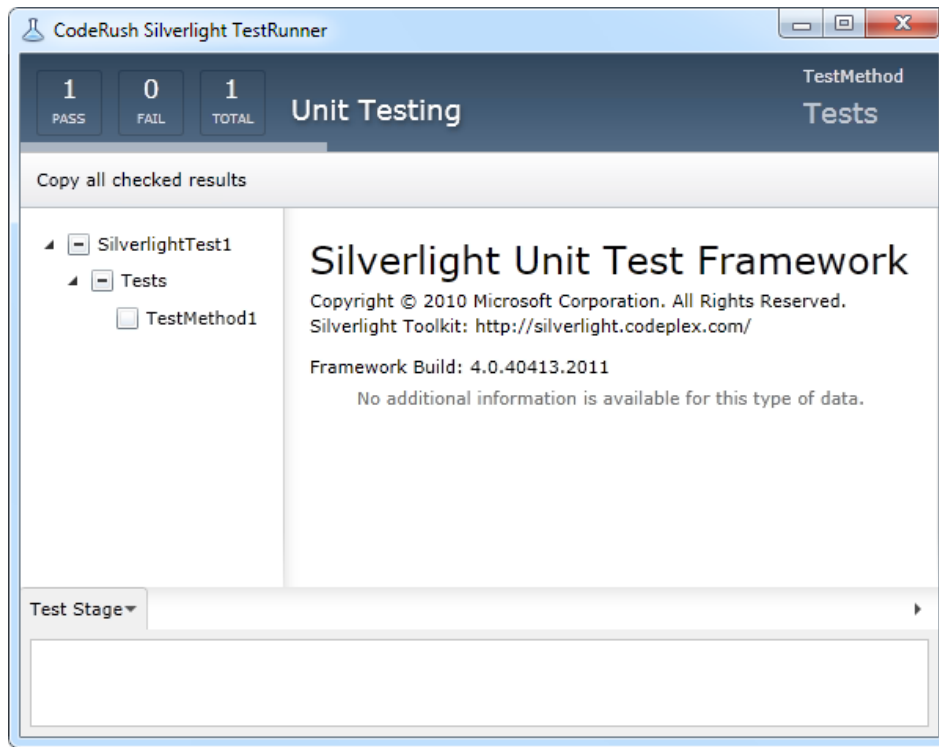 CodeRush Silverlight TestRunner
1 0 1
PASS FAIL TOTAL
Unit Testing
TestMethod
Tests
Copy all checked results
SilverlightTest1
Tests
TestMethod1
Silverlight Unit Test Framework
Copyright © 2010 Microsoft Corporation. All Rights Reserved.
Silverlight Toolkit: http://silverlight.codeplex.com/
Framework Build: 4.0.40413.2011
No additional information is available for this type of data.
Test Stage